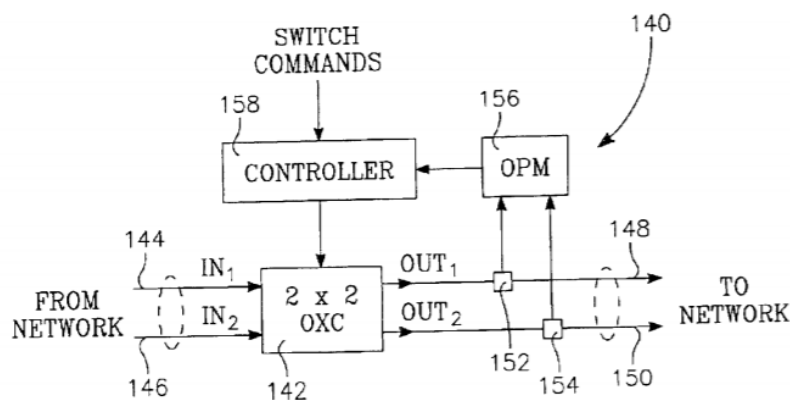 SWITCH
COMMANDS
140
158
156
CONTROLLER
OPM
144
148
IN1
OUT1
FROM
NETWORK
2 x 2
OXC
TO
NETWORK
IN2
OUT2
146
142
152
154
150